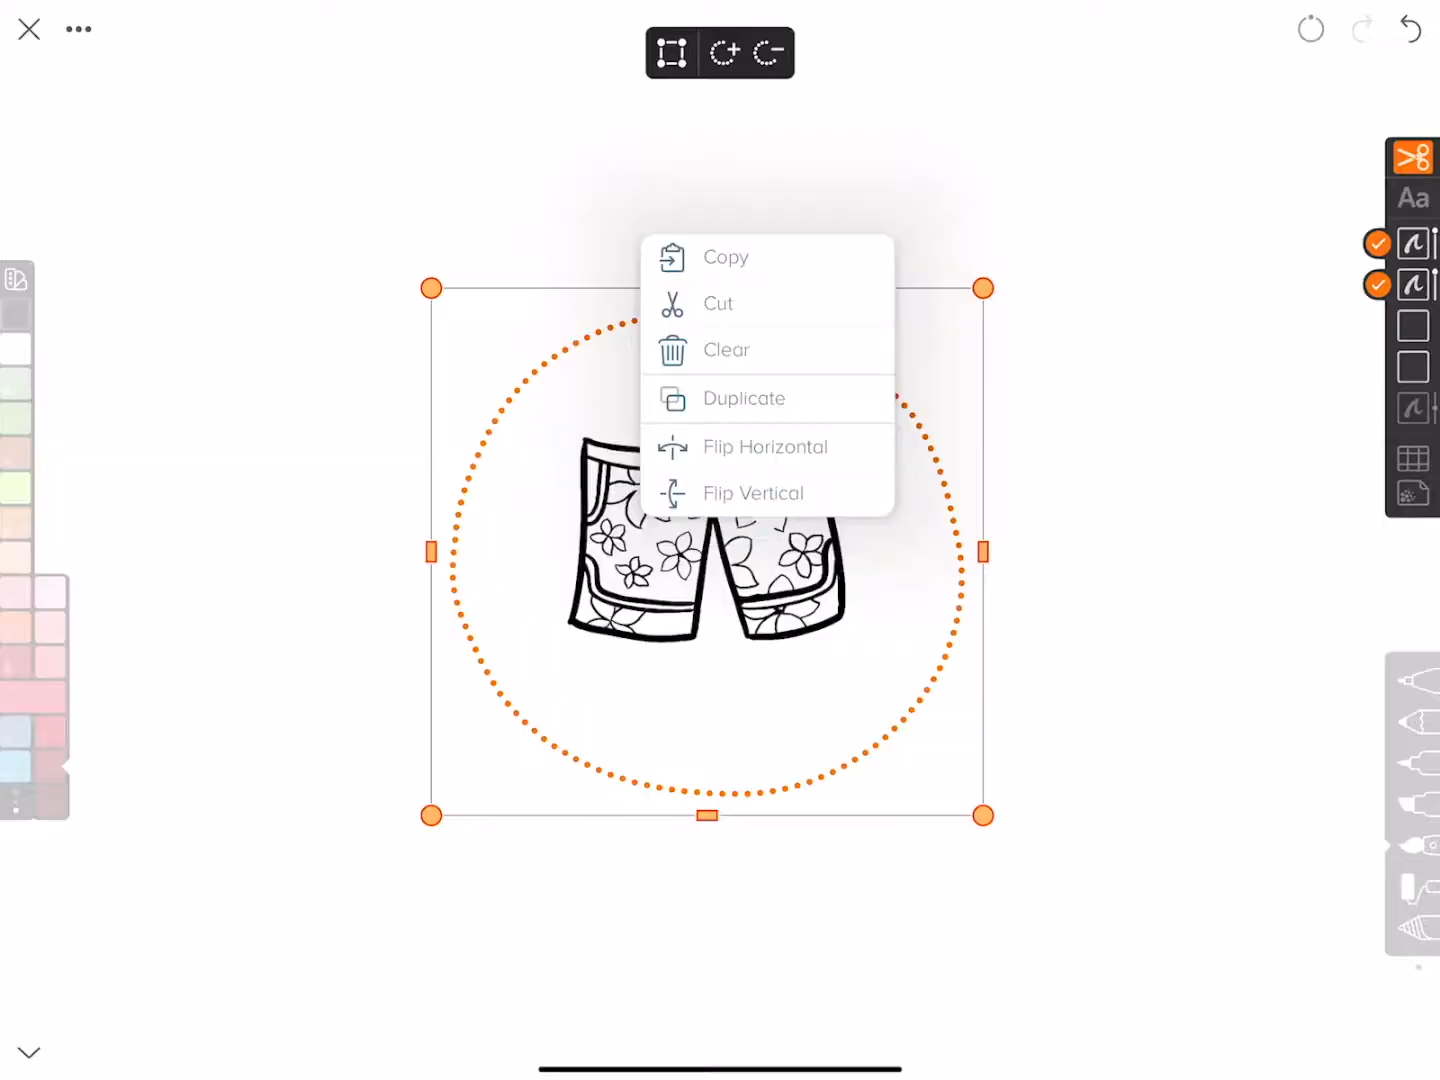 Aa
Copy
Cut
Clear
Duplicate
Flip Horizontal
Flip Vertical